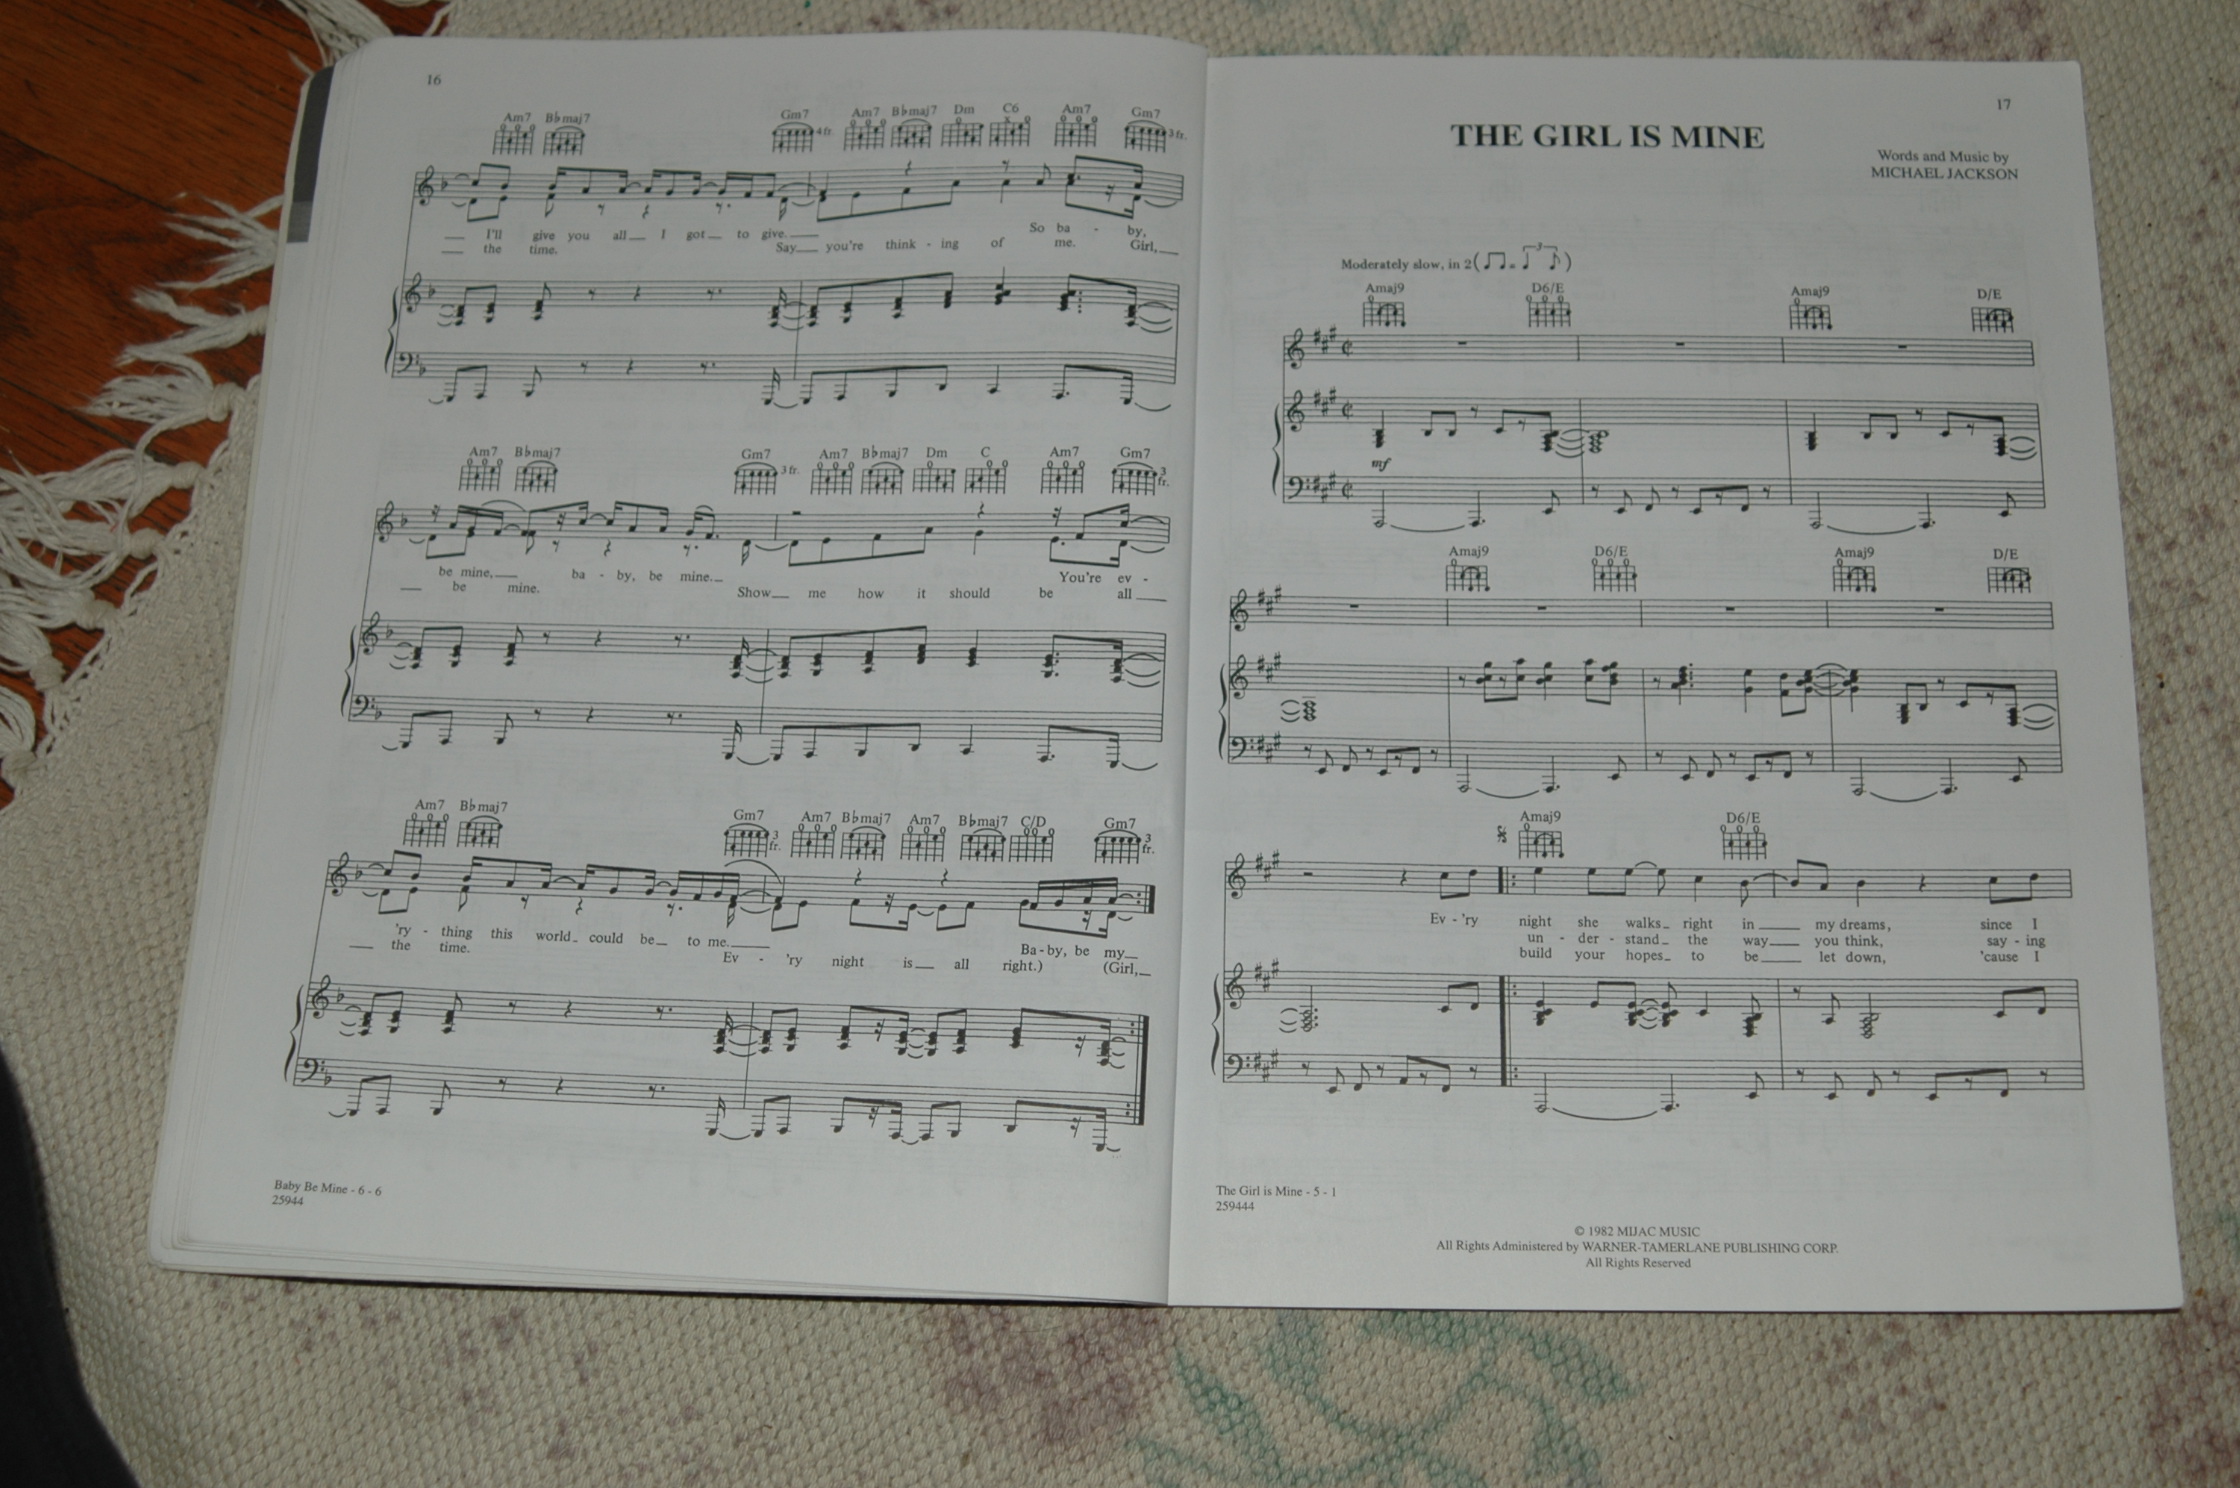 16
Am7 B♭maj7 Gm7 4fr. Am7 B♭maj7 Dm C6 Am7 Gm7 3fr.
I'll give you all I got to give. So ba - by,
the time. Say you're think - ing of me. Girl,
Am7 B♭maj7 Gm7 3fr. Am7 B♭maj7 Dm C Am7 Gm7 3 fr.
be mine, ba - by, be mine. You're ev -
be mine. Show me how it should be all
Am7 B♭maj7 Gm7 3 fr. Am7 B♭maj7 Am7 B♭maj7 C/D Gm7 3 fr.
'ry - thing this world could be to me. Ba - by, be my
the time. Ev - 'ry night is all right.) (Girl,
Baby Be Mine - 6 - 6
25944
17
THE GIRL IS MINE
Words and Music by
MICHAEL JACKSON
Moderately slow, in 2 ( = 3 )
Amaj9 D6/E Amaj9 D/E
mf
Amaj9 D6/E Amaj9 D/E
Amaj9 D6/E
Ev - 'ry night she walks right in my dreams, since I
un - der - stand the way you think, say - ing
build your hopes to be let down, 'cause I
The Girl is Mine - 5 - 1
259444
© 1982 MIJAC MUSIC
All Rights Administered by WARNER-TAMERLANE PUBLISHING CORP.
All Rights Reserved